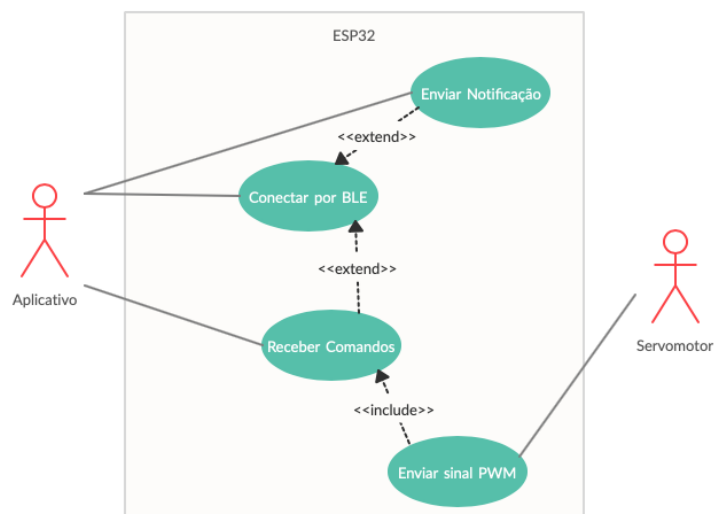 ESP32
Enviar Notificação
<<extend>>
Conectar por BLE
Aplicativo
<<extend>>
Servomotor
Receber Comandos
<<include>>
Enviar sinal PWM